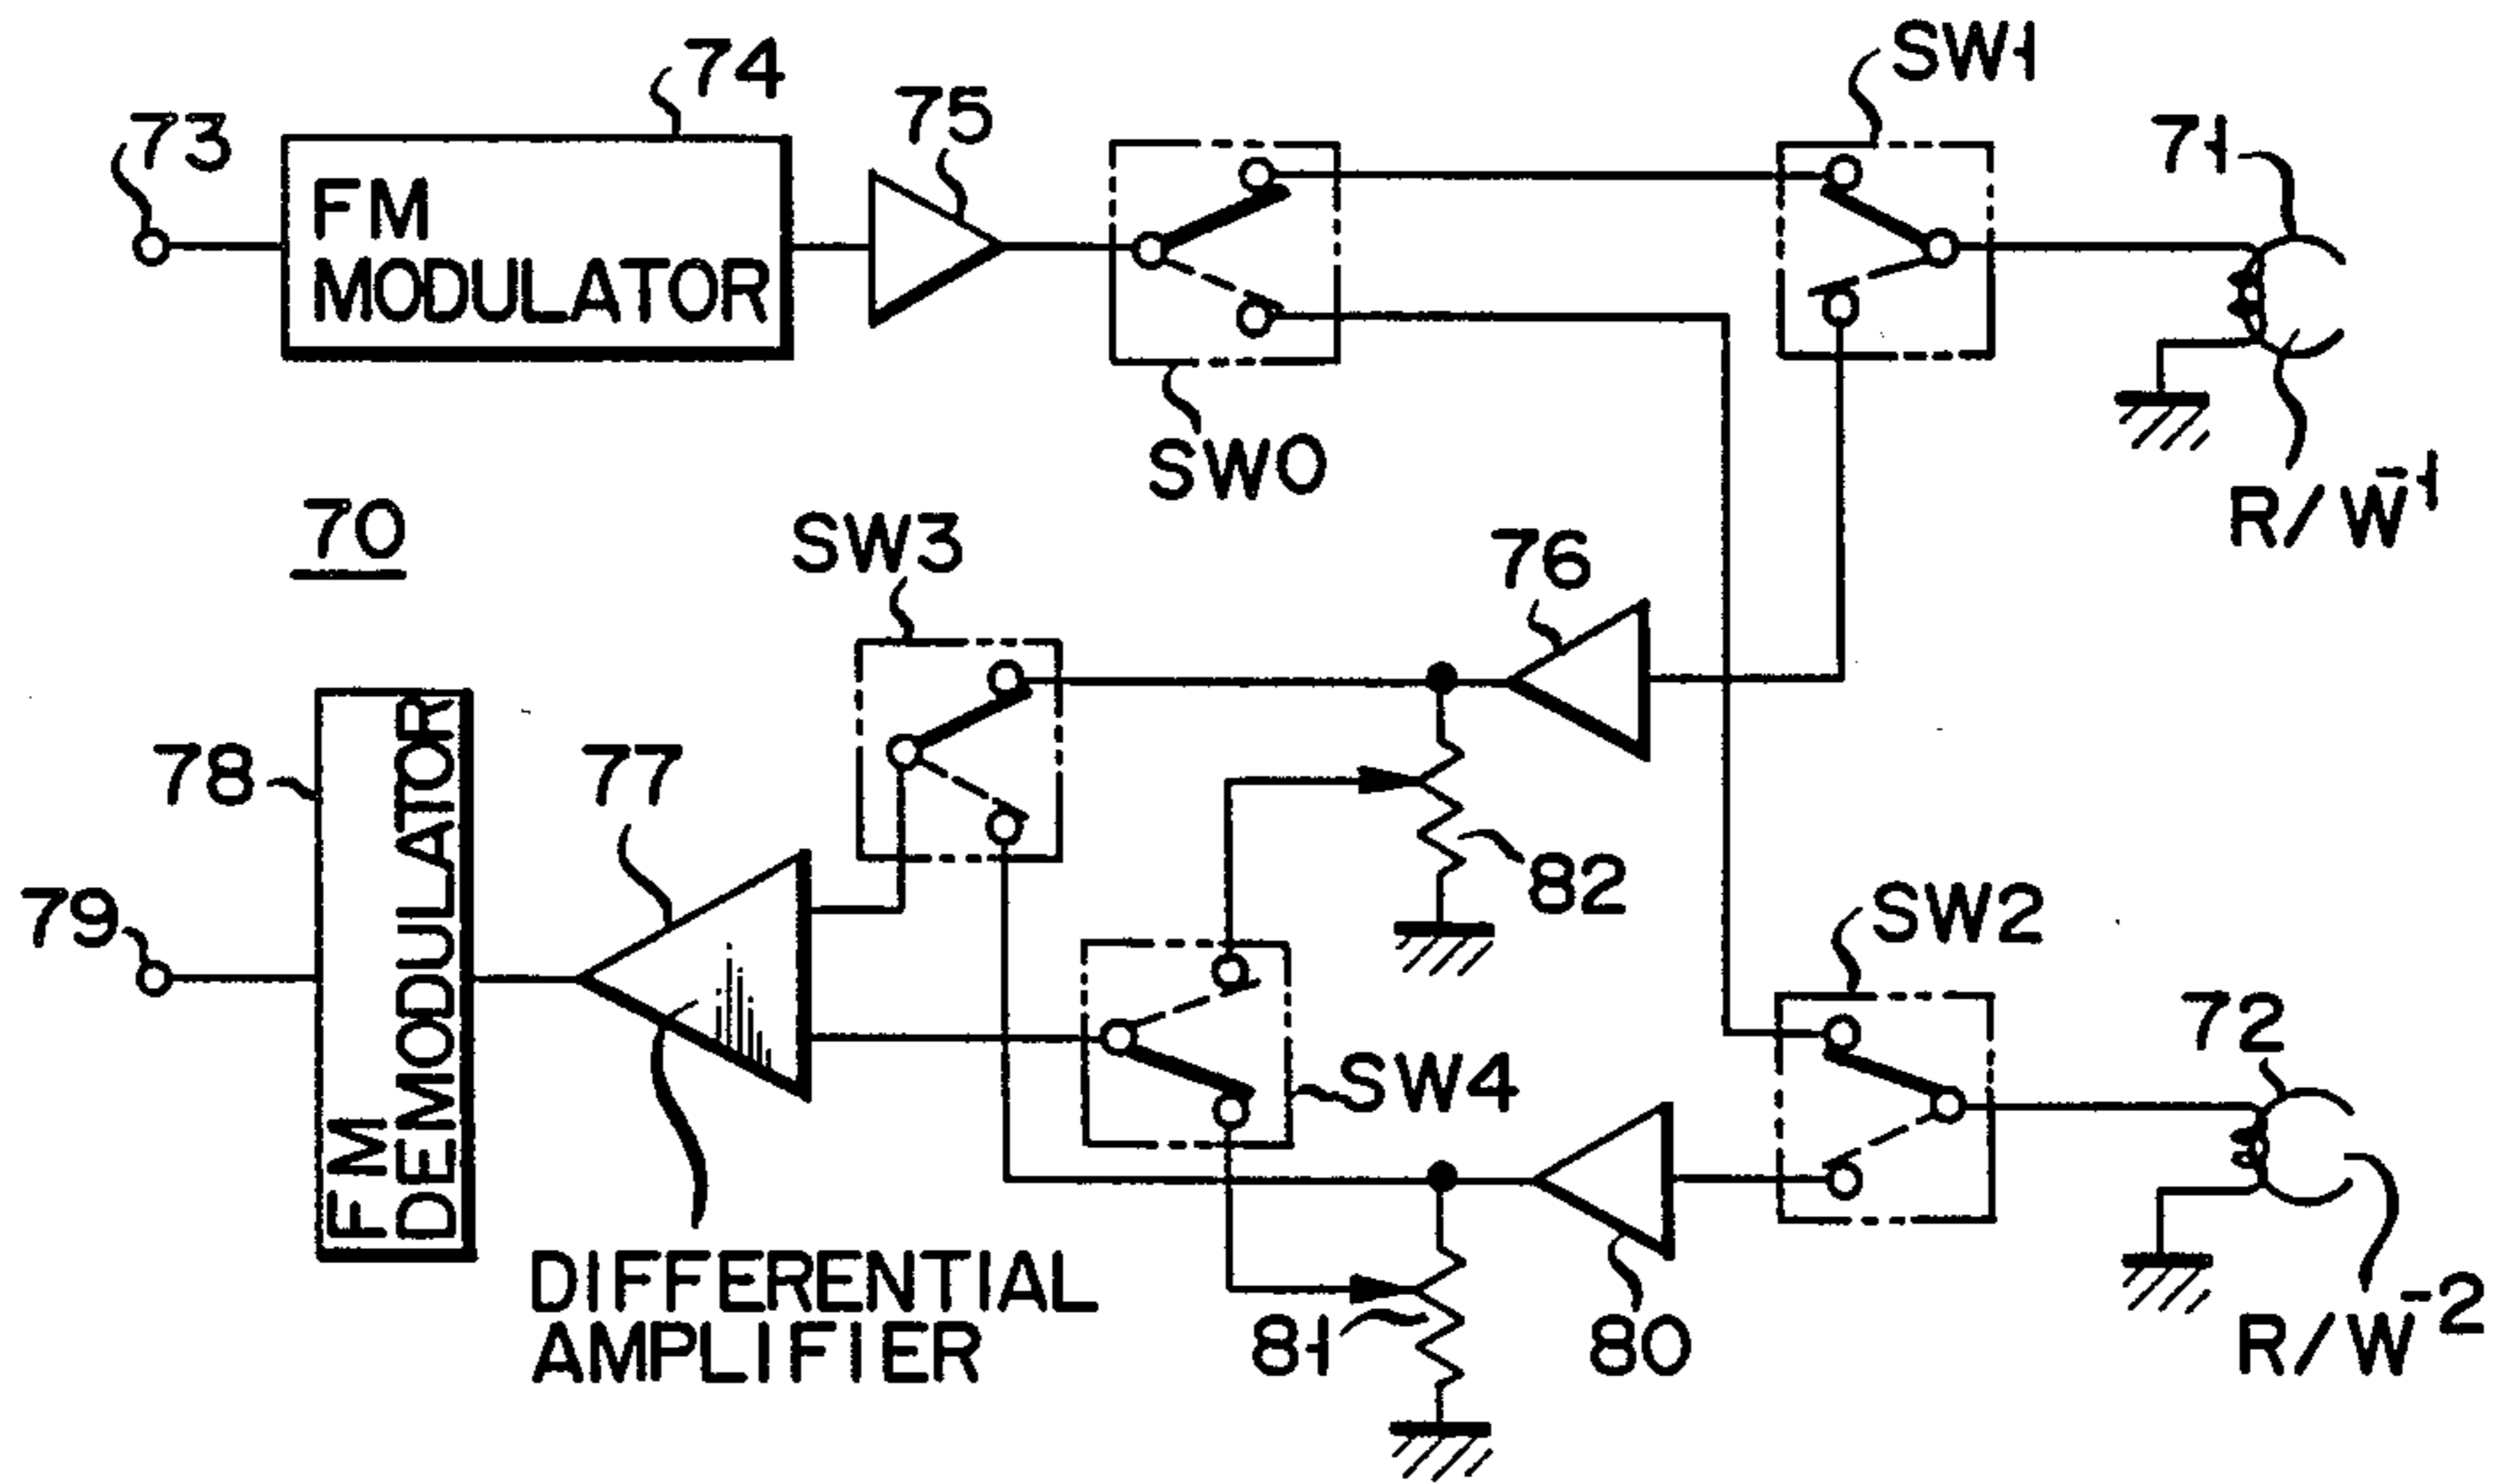 SW1
74
75
73
71
FM
MODULATOR
SW0
R/W-1
70
SW3
76
78
77
82
79
SW2
FM
DEMODULATOR
72
SW4
DIFFERENTIAL
AMPLIFIER
81
80
R/W-2